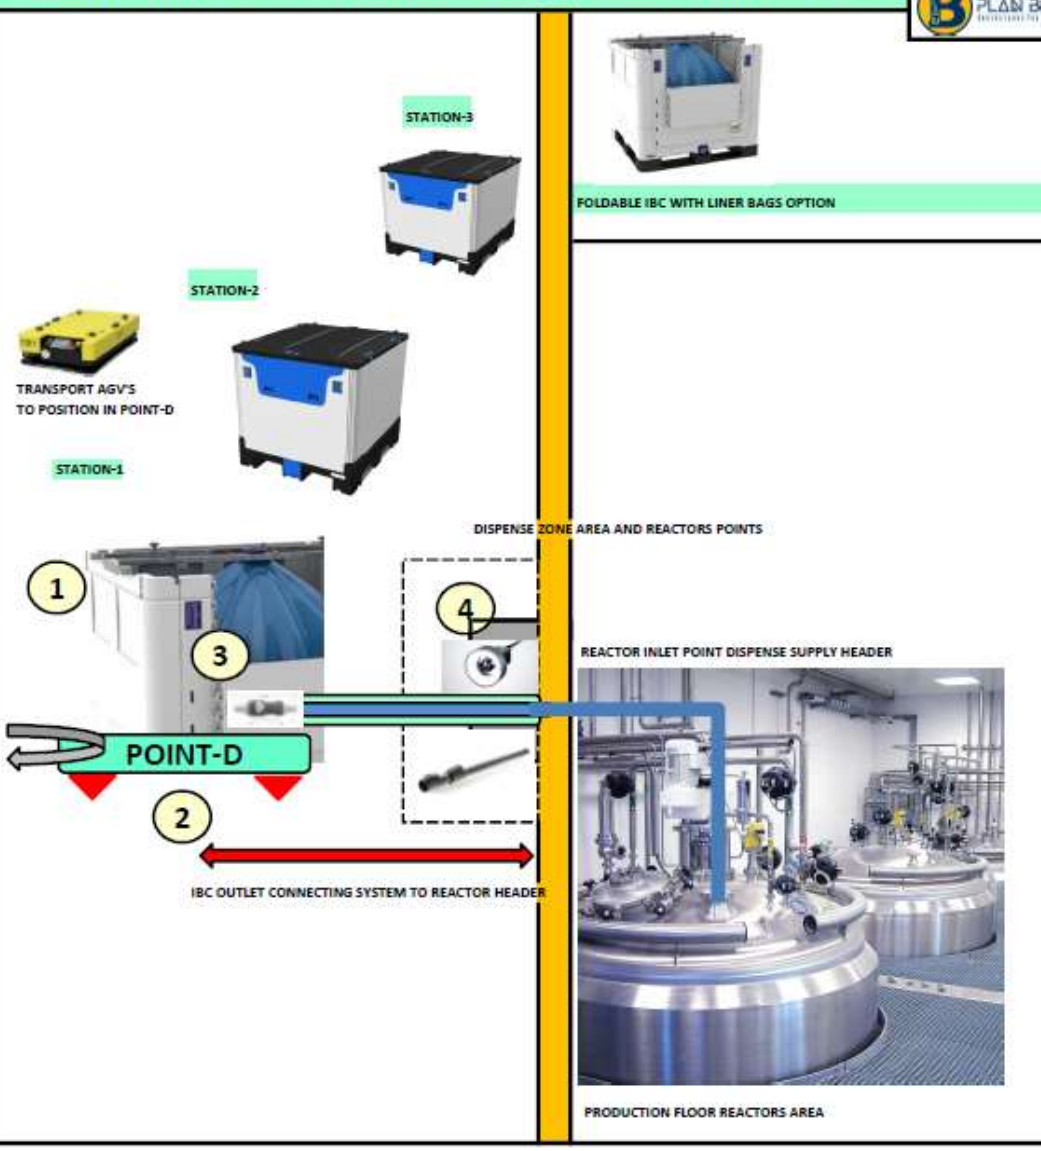 PLAN B
STATION-3
FOLDABLE IBC WITH LINER BAGS OPTION
STATION-2
TRANSPORT AGV'S
TO POSITION IN POINT-D
STATION-1
DISPENSE ZONE AREA AND REACTORS POINTS
1
4
3
REACTOR INLET POINT DISPENSE SUPPLY HEADER
POINT-D
2
IBC OUTLET CONNECTING SYSTEM TO REACTOR HEADER
PRODUCTION FLOOR REACTORS AREA